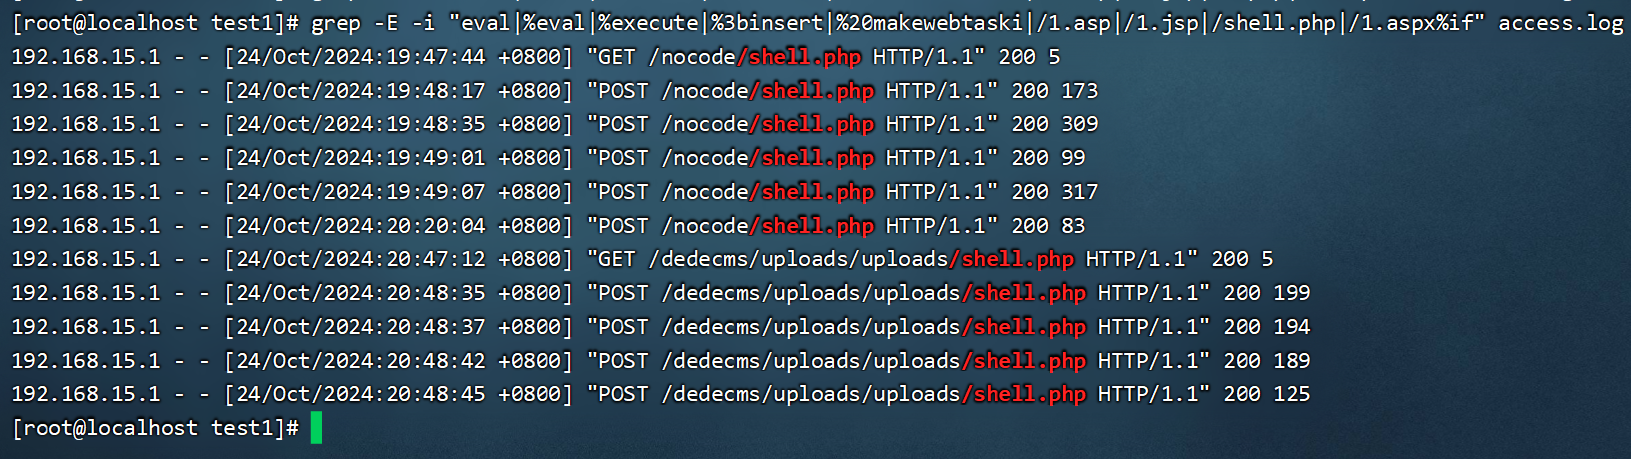 [root@localhost test1]# grep -E -i "eval|%eval|%execute|%3binsert|%20makewebtaski|/1.asp|/1.jsp|/shell.php|/1.aspx%if" access.log
192.168.15.1 - - [24/Oct/2024:19:47:44 +0800] "GET /nocode/shell.php HTTP/1.1" 200 5
192.168.15.1 - - [24/Oct/2024:19:48:17 +0800] "POST /nocode/shell.php HTTP/1.1" 200 173
192.168.15.1 - - [24/Oct/2024:19:48:35 +0800] "POST /nocode/shell.php HTTP/1.1" 200 309
192.168.15.1 - - [24/Oct/2024:19:49:01 +0800] "POST /nocode/shell.php HTTP/1.1" 200 99
192.168.15.1 - - [24/Oct/2024:19:49:07 +0800] "POST /nocode/shell.php HTTP/1.1" 200 317
192.168.15.1 - - [24/Oct/2024:20:20:04 +0800] "POST /nocode/shell.php HTTP/1.1" 200 83
192.168.15.1 - - [24/Oct/2024:20:47:12 +0800] "GET /dedecms/uploads/uploads/shell.php HTTP/1.1" 200 5
192.168.15.1 - - [24/Oct/2024:20:48:35 +0800] "POST /dedecms/uploads/uploads/shell.php HTTP/1.1" 200 199
192.168.15.1 - - [24/Oct/2024:20:48:37 +0800] "POST /dedecms/uploads/uploads/shell.php HTTP/1.1" 200 194
192.168.15.1 - - [24/Oct/2024:20:48:42 +0800] "POST /dedecms/uploads/uploads/shell.php HTTP/1.1" 200 189
192.168.15.1 - - [24/Oct/2024:20:48:45 +0800] "POST /dedecms/uploads/uploads/shell.php HTTP/1.1" 200 125
[root@localhost test1]#